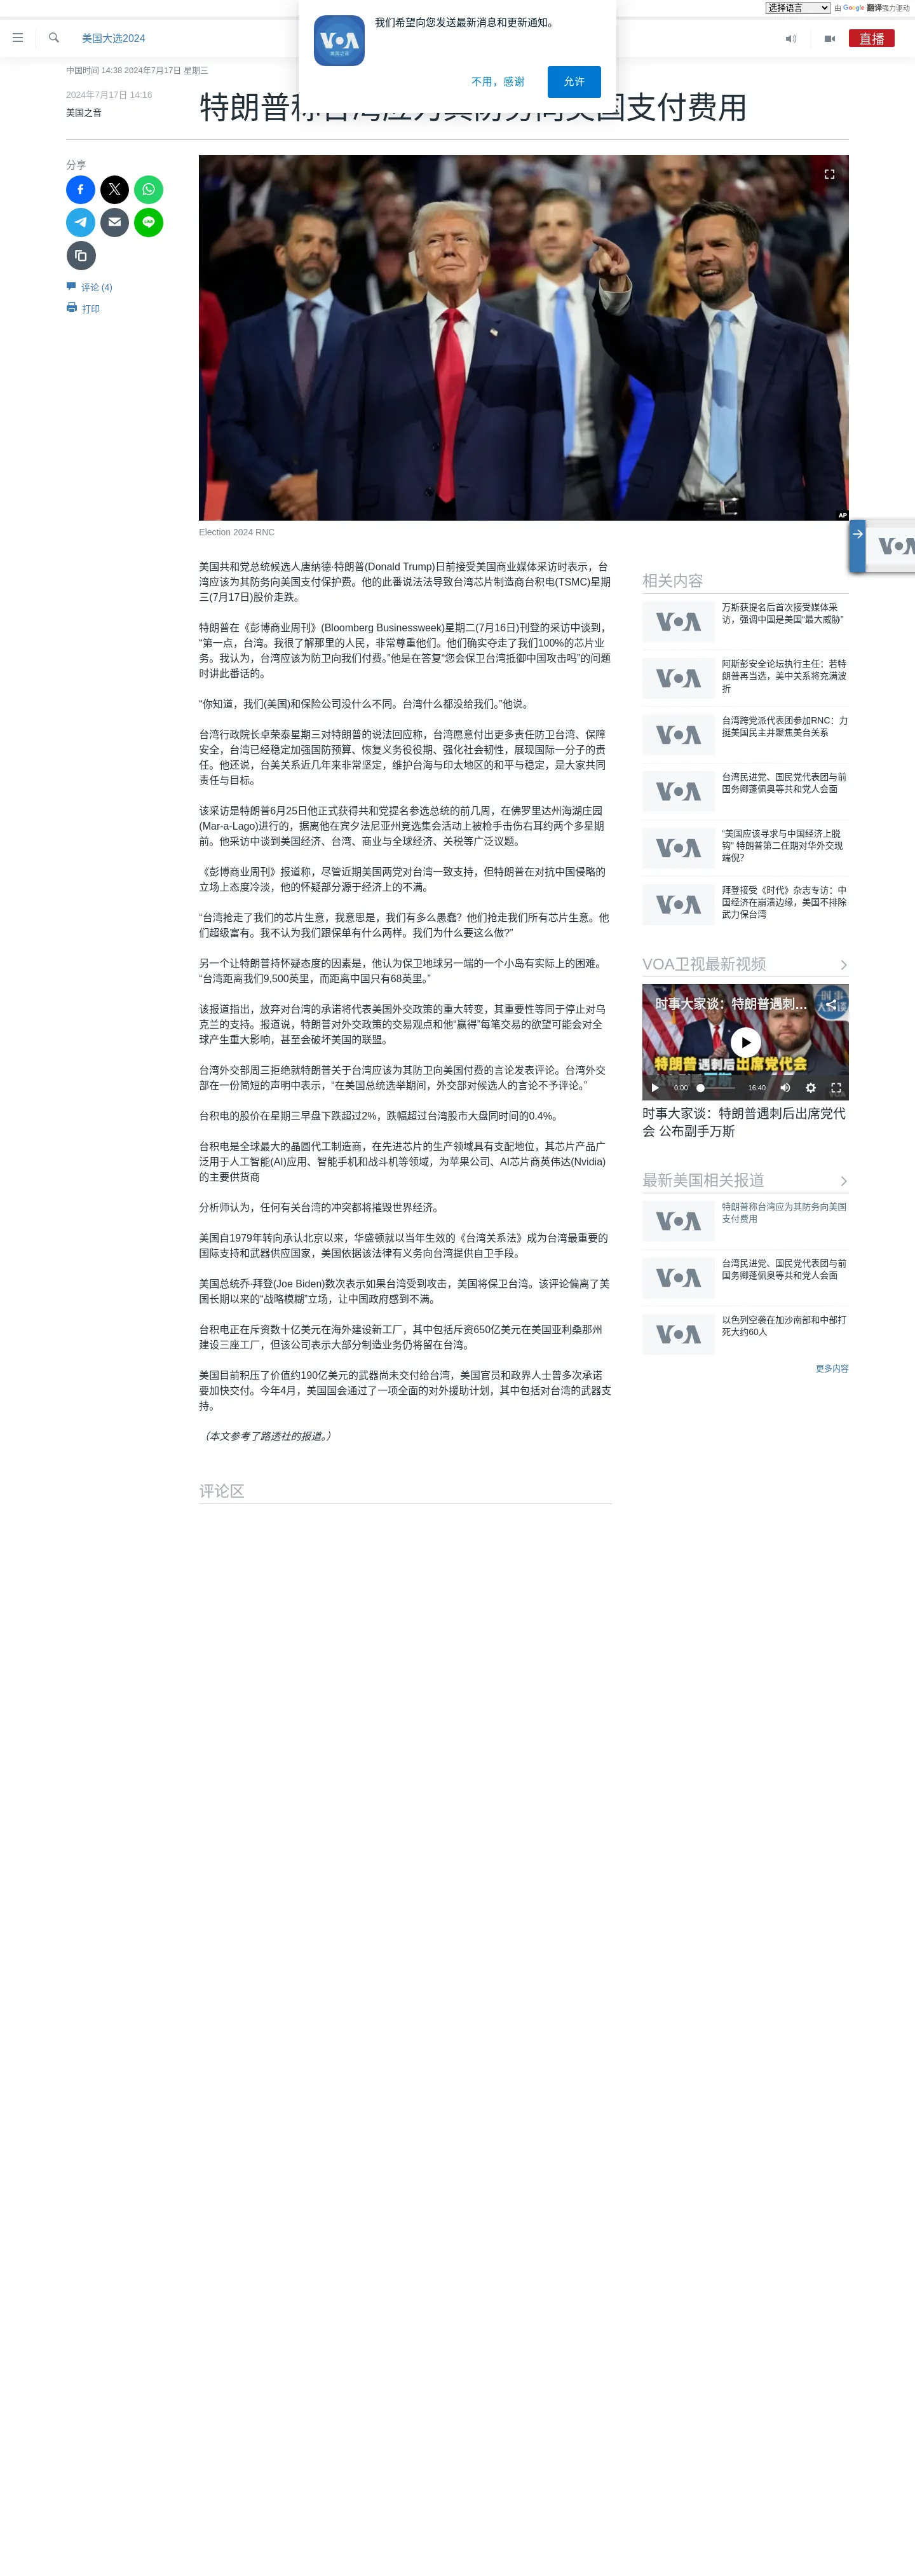 选择语言
由 Google 翻译强力驱动
我们希望向您发送最新消息和更新通知。
VOA
美国之音
不用，感谢
允许
美国大选2024
直播
中国时间 14:38 2024年7月17日 星期三
2024年7月17日 14:16
美国之音
特朗普称台湾应为其防务向美国支付费用
分享
LINE
评论 (4)
打印
AP
Election 2024 RNC
美国共和党总统候选人唐纳德·特朗普(Donald Trump)日前接受美国商业媒体采访时表示，台
湾应该为其防务向美国支付保护费。他的此番说法法导致台湾芯片制造商台积电(TSMC)星期
三(7月17日)股价走跌。
特朗普在《彭博商业周刊》(Bloomberg Businessweek)星期二(7月16日)刊登的采访中谈到，
“第一点，台湾。我很了解那里的人民，非常尊重他们。他们确实夺走了我们100%的芯片业
务。我认为，台湾应该为防卫向我们付费。”他是在答复“您会保卫台湾抵御中国攻击吗”的问题
时讲此番话的。
“你知道，我们(美国)和保险公司没什么不同。台湾什么都没给我们。”他说。
台湾行政院长卓荣泰星期三对特朗普的说法回应称，台湾愿意付出更多责任防卫台湾、保障
安全，台湾已经稳定加强国防预算、恢复义务役役期、强化社会韧性，展现国际一分子的责
任。他还说，台美关系近几年来非常坚定，维护台海与印太地区的和平与稳定，是大家共同
责任与目标。
该采访是特朗普6月25日他正式获得共和党提名参选总统的前几周，在佛罗里达州海湖庄园
(Mar-a-Lago)进行的，据离他在宾夕法尼亚州竞选集会活动上被枪手击伤右耳约两个多星期
前。他采访中谈到美国经济、台湾、商业与全球经济、关税等广泛议题。
《彭博商业周刊》报道称，尽管近期美国两党对台湾一致支持，但特朗普在对抗中国侵略的
立场上态度冷淡，他的怀疑部分源于经济上的不满。
“台湾抢走了我们的芯片生意，我意思是，我们有多么愚蠢？他们抢走我们所有芯片生意。他
们超级富有。我不认为我们跟保单有什么两样。我们为什么要这么做?”
另一个让特朗普持怀疑态度的因素是，他认为保卫地球另一端的一个小岛有实际上的困难。
“台湾距离我们9,500英里，而距离中国只有68英里。”
该报道指出，放弃对台湾的承诺将代表美国外交政策的重大转变，其重要性等同于停止对乌
克兰的支持。报道说，特朗普对外交政策的交易观点和他“赢得”每笔交易的欲望可能会对全
球产生重大影响，甚至会破坏美国的联盟。
台湾外交部周三拒绝就特朗普关于台湾应该为其防卫向美国付费的言论发表评论。台湾外交
部在一份简短的声明中表示，“在美国总统选举期间，外交部对候选人的言论不予评论。”
台积电的股价在星期三早盘下跌超过2%，跌幅超过台湾股市大盘同时间的0.4%。
台积电是全球最大的晶圆代工制造商，在先进芯片的生产领域具有支配地位，其芯片产品广
泛用于人工智能(AI)应用、智能手机和战斗机等领域，为苹果公司、AI芯片商英伟达(Nvidia)
的主要供货商
分析师认为，任何有关台湾的冲突都将摧毁世界经济。
美国自1979年转向承认北京以来，华盛顿就以当年生效的《台湾关系法》成为台湾最重要的
国际支持和武器供应国家，美国依据该法律有义务向台湾提供自卫手段。
美国总统乔·拜登(Joe Biden)数次表示如果台湾受到攻击，美国将保卫台湾。该评论偏离了美
国长期以来的“战略模糊”立场，让中国政府感到不满。
台积电正在斥资数十亿美元在海外建设新工厂，其中包括斥资650亿美元在美国亚利桑那州
建设三座工厂，但该公司表示大部分制造业务仍将留在台湾。
美国目前积压了价值约190亿美元的武器尚未交付给台湾，美国官员和政界人士曾多次承诺
要加快交付。今年4月，美国国会通过了一项全面的对外援助计划，其中包括对台湾的武器支
持。
（本文参考了路透社的报道。）
评论区
相关内容
VOA
万斯获提名后首次接受媒体采
访，强调中国是美国“最大威胁”
VOA
阿斯彭安全论坛执行主任：若特
朗普再当选，美中关系将充满波
折
VOA
台湾跨党派代表团参加RNC：力
挺美国民主并聚焦美台关系
VOA
台湾民进党、国民党代表团与前
国务卿蓬佩奥等共和党人会面
VOA
“美国应该寻求与中国经济上脱
钩” 特朗普第二任期对华外交现
端倪？
VOA
拜登接受《时代》杂志专访：中
国经济在崩溃边缘，美国不排除
武力保台湾
VOA
VOA卫视最新视频
时事大家谈：特朗普遇刺...
时事
大家谈
特朗普遇刺后出席党代会
0:00
16:40
时事大家谈：特朗普遇刺后出席党代
会 公布副手万斯
最新美国相关报道
VOA
特朗普称台湾应为其防务向美国
支付费用
VOA
台湾民进党、国民党代表团与前
国务卿蓬佩奥等共和党人会面
VOA
以色列空袭在加沙南部和中部打
死大约60人
更多内容